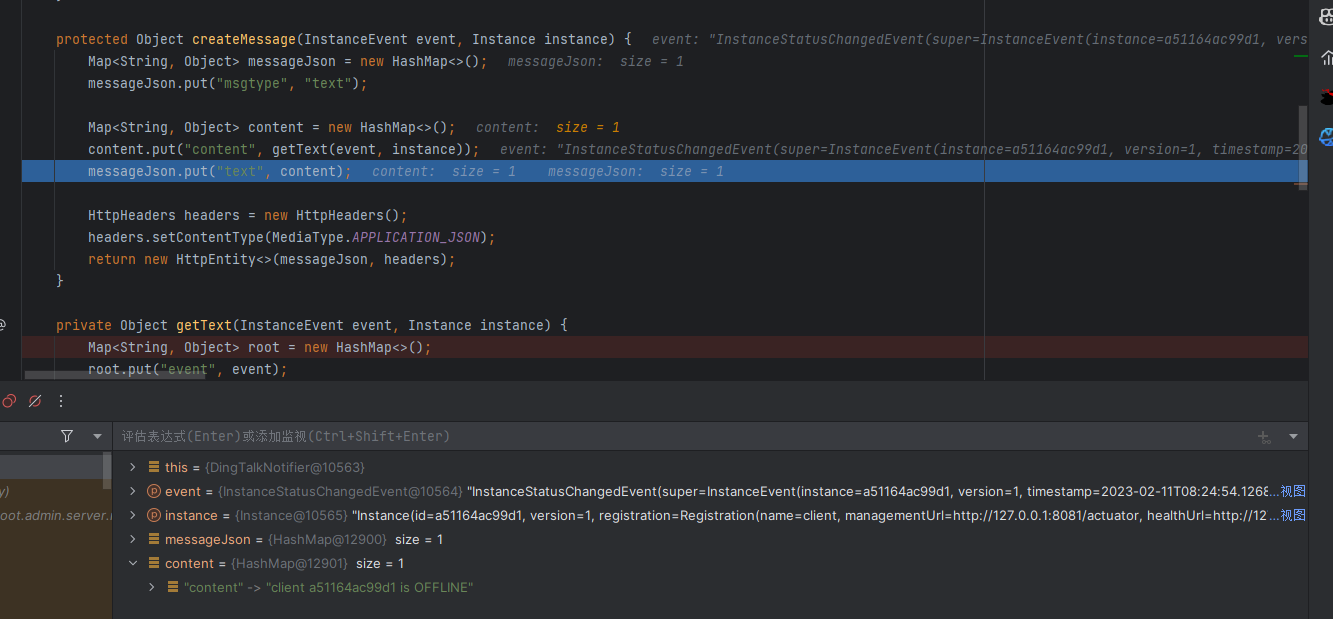 protected Object createMessage(InstanceEvent event, Instance instance) {  event: "InstanceStatusChangedEvent(super=InstanceEvent(instance=a51164ac99d1, vers
Map<String, Object> messageJson = new HashMap<>();  messageJson:  size = 1
messageJson.put("msgtype", "text");
Map<String, Object> content = new HashMap<>();  content:  size = 1
content.put("content", getText(event, instance));  event: "InstanceStatusChangedEvent(super=InstanceEvent(instance=a51164ac99d1, version=1, timestamp=20
messageJson.put("text", content);  content:  size = 1    messageJson:  size = 1
HttpHeaders headers = new HttpHeaders();
headers.setContentType(MediaType.APPLICATION_JSON);
return new HttpEntity<>(messageJson, headers);
}
private Object getText(InstanceEvent event, Instance instance) {
Map<String, Object> root = new HashMap<>();
root.put("event", event);
评估表达式(Enter)或添加监视(Ctrl+Shift+Enter)
this = {DingTalkNotifier@10563}
y)
event = {InstanceStatusChangedEvent@10564} "InstanceStatusChangedEvent(super=InstanceEvent(instance=a51164ac99d1, version=1, timestamp=2023-02-11T08:24:54.1268...视图
oot.admin.server.
instance = {Instance@10565} "Instance(id=a51164ac99d1, version=1, registration=Registration(name=client, managementUrl=http://127.0.0.1:8081/actuator, healthUrl=http://12...视图
messageJson = {HashMap@12900}  size = 1
content = {HashMap@12901}  size = 1
"content" -> "client a51164ac99d1 is OFFLINE"